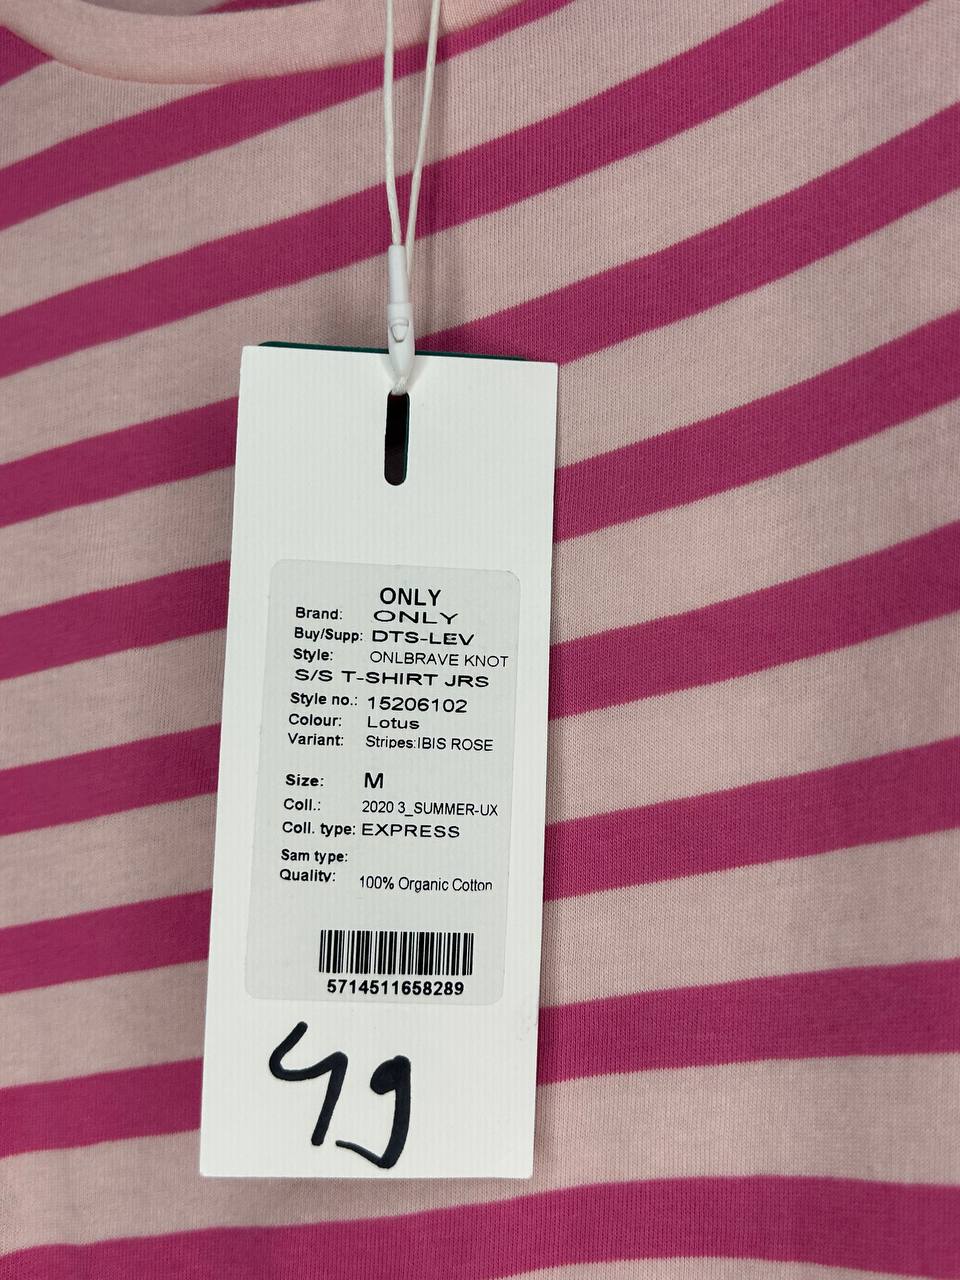 ONLY
Brand: ONLY
Buy/Supp: DTS-LEV
Style: ONLBRAVE KNOT
S/S T-SHIRT JRS
Style no.: 15206102
Colour: Lotus
Variant: Stripes:IBIS ROSE
Size: M
Coll.: 2020 3_SUMMER-UX
Coll. type: EXPRESS
Sam type:
Quality: 100% Organic Cotton
5714511658289
49